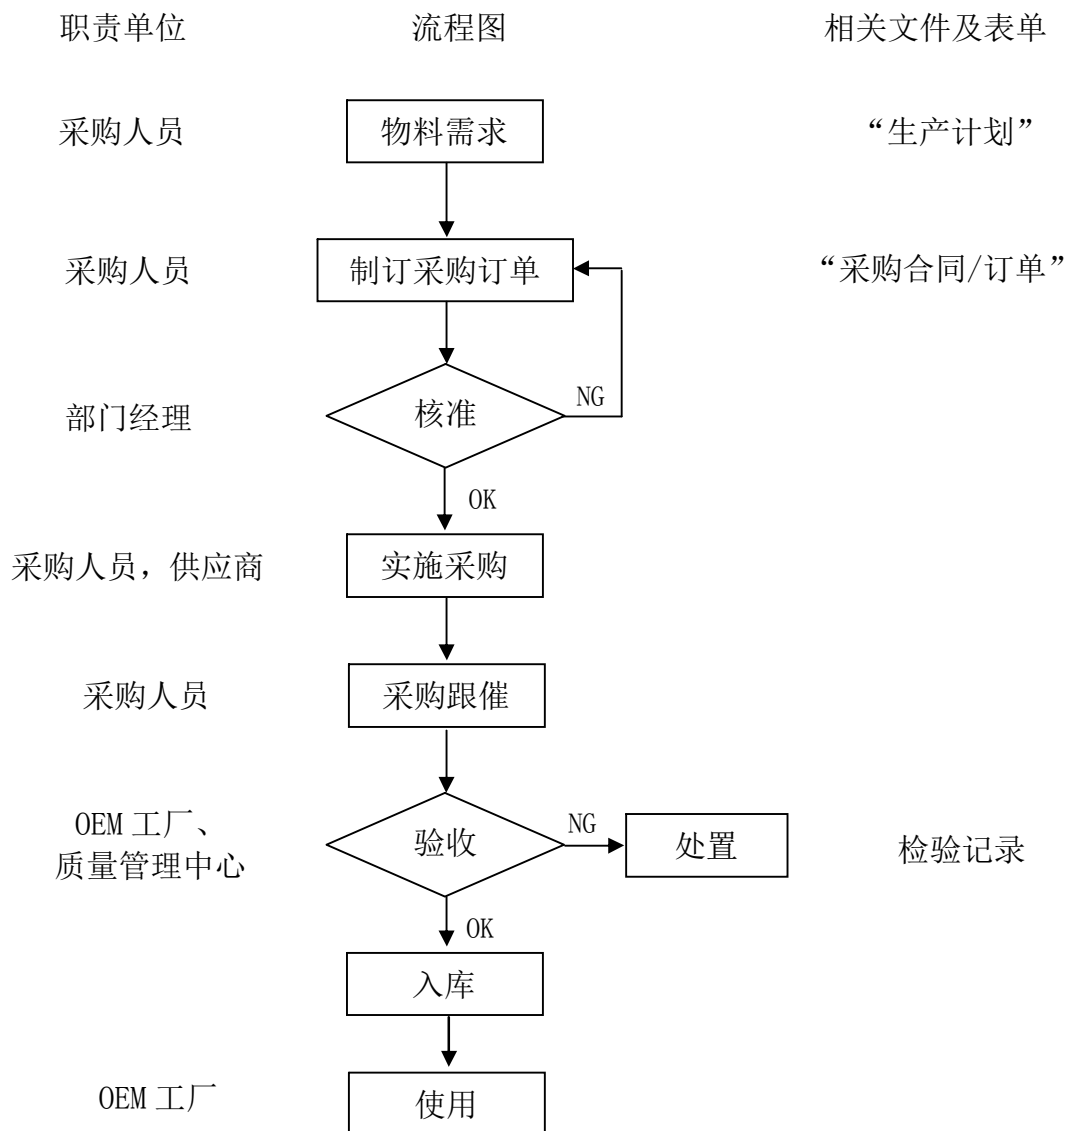 职责单位 流程图 相关文件及表单
采购人员 物料需求 “生产计划”
采购人员 制订采购订单 “采购合同/订单”
部门经理 核准 NG
OK
采购人员，供应商 实施采购
采购人员 采购跟催
OEM 工厂、
质量管理中心 验收 NG 处置 检验记录
OK
入库
OEM 工厂 使用